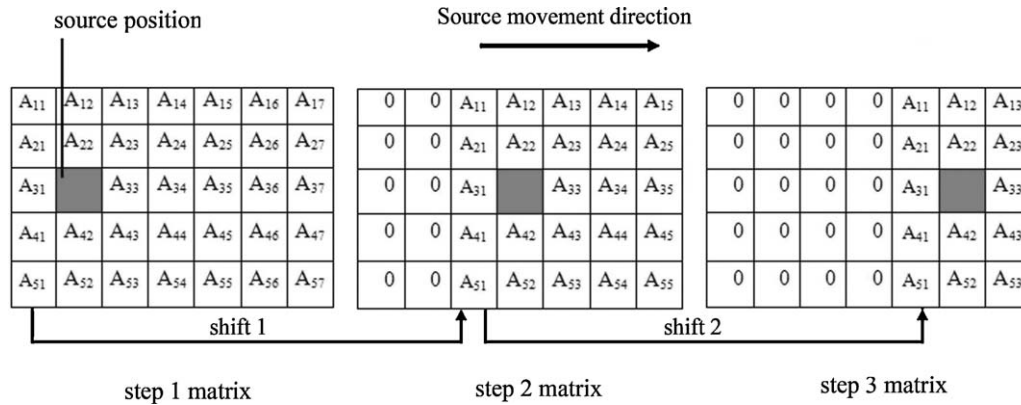 source position
Source movement direction
A11 A12 A13 A14 A15 A16 A17
A21 A22 A23 A24 A25 A26 A27
A31 A33 A34 A35 A36 A37
A41 A42 A43 A44 A45 A46 A47
A51 A52 A53 A54 A55 A56 A57
0 0 A11 A12 A13 A14 A15
0 0 A21 A22 A23 A24 A25
0 0 A31 A33 A34 A35
0 0 A41 A42 A43 A44 A45
0 0 A51 A52 A53 A54 A55
0 0 0 0 A11 A12 A13
0 0 0 0 A21 A22 A23
0 0 0 0 A31 A33
0 0 0 0 A41 A42 A43
0 0 0 0 A51 A52 A53
shift 1
shift 2
step 1 matrix
step 2 matrix
step 3 matrix